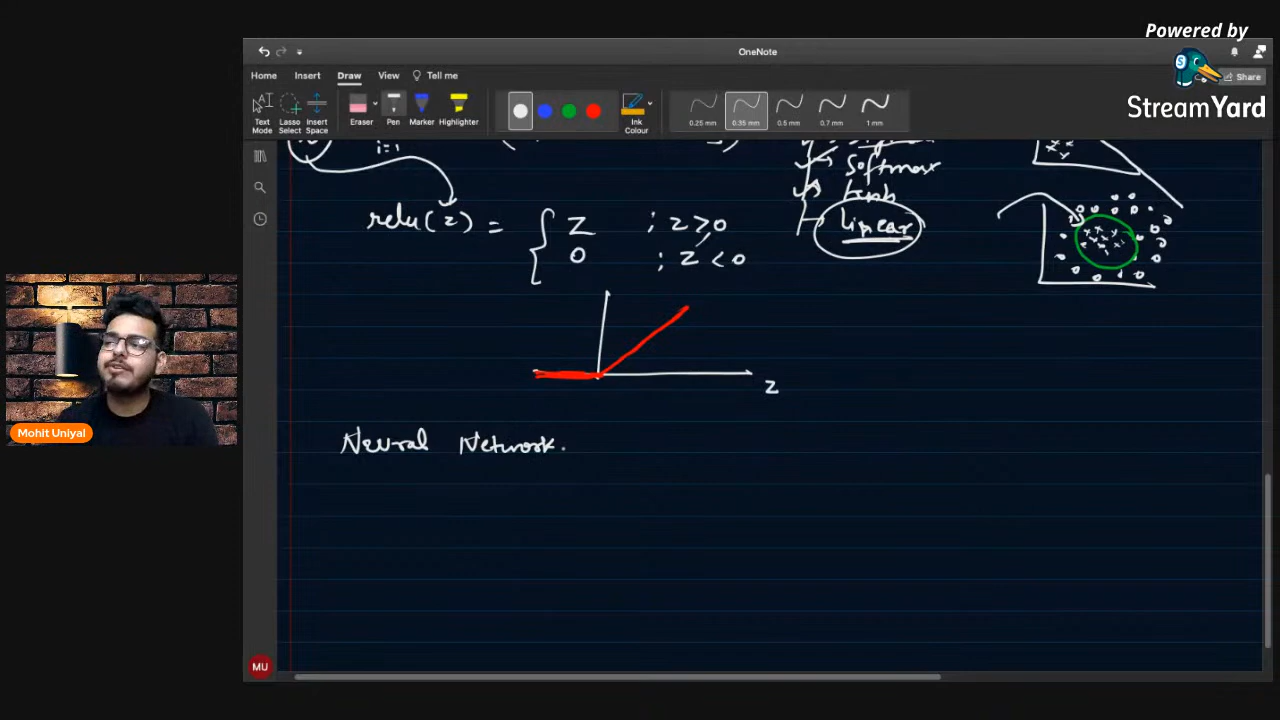 Powered by
StreamYard
OneNote
Home Insert Draw View Tell me
Share
Text Mode
Lasso Select
Insert Space
Eraser
Pen
Marker
Highlighter
Ink Colour
0.25 mm 0.35 mm 0.5 mm 0.7 mm 1 mm
i=1
Softmax
tanh
linear
relu(z) = { z ; z ≥ 0
0 ; z < 0
z
Neural Network.
Mohit Uniyal
MU